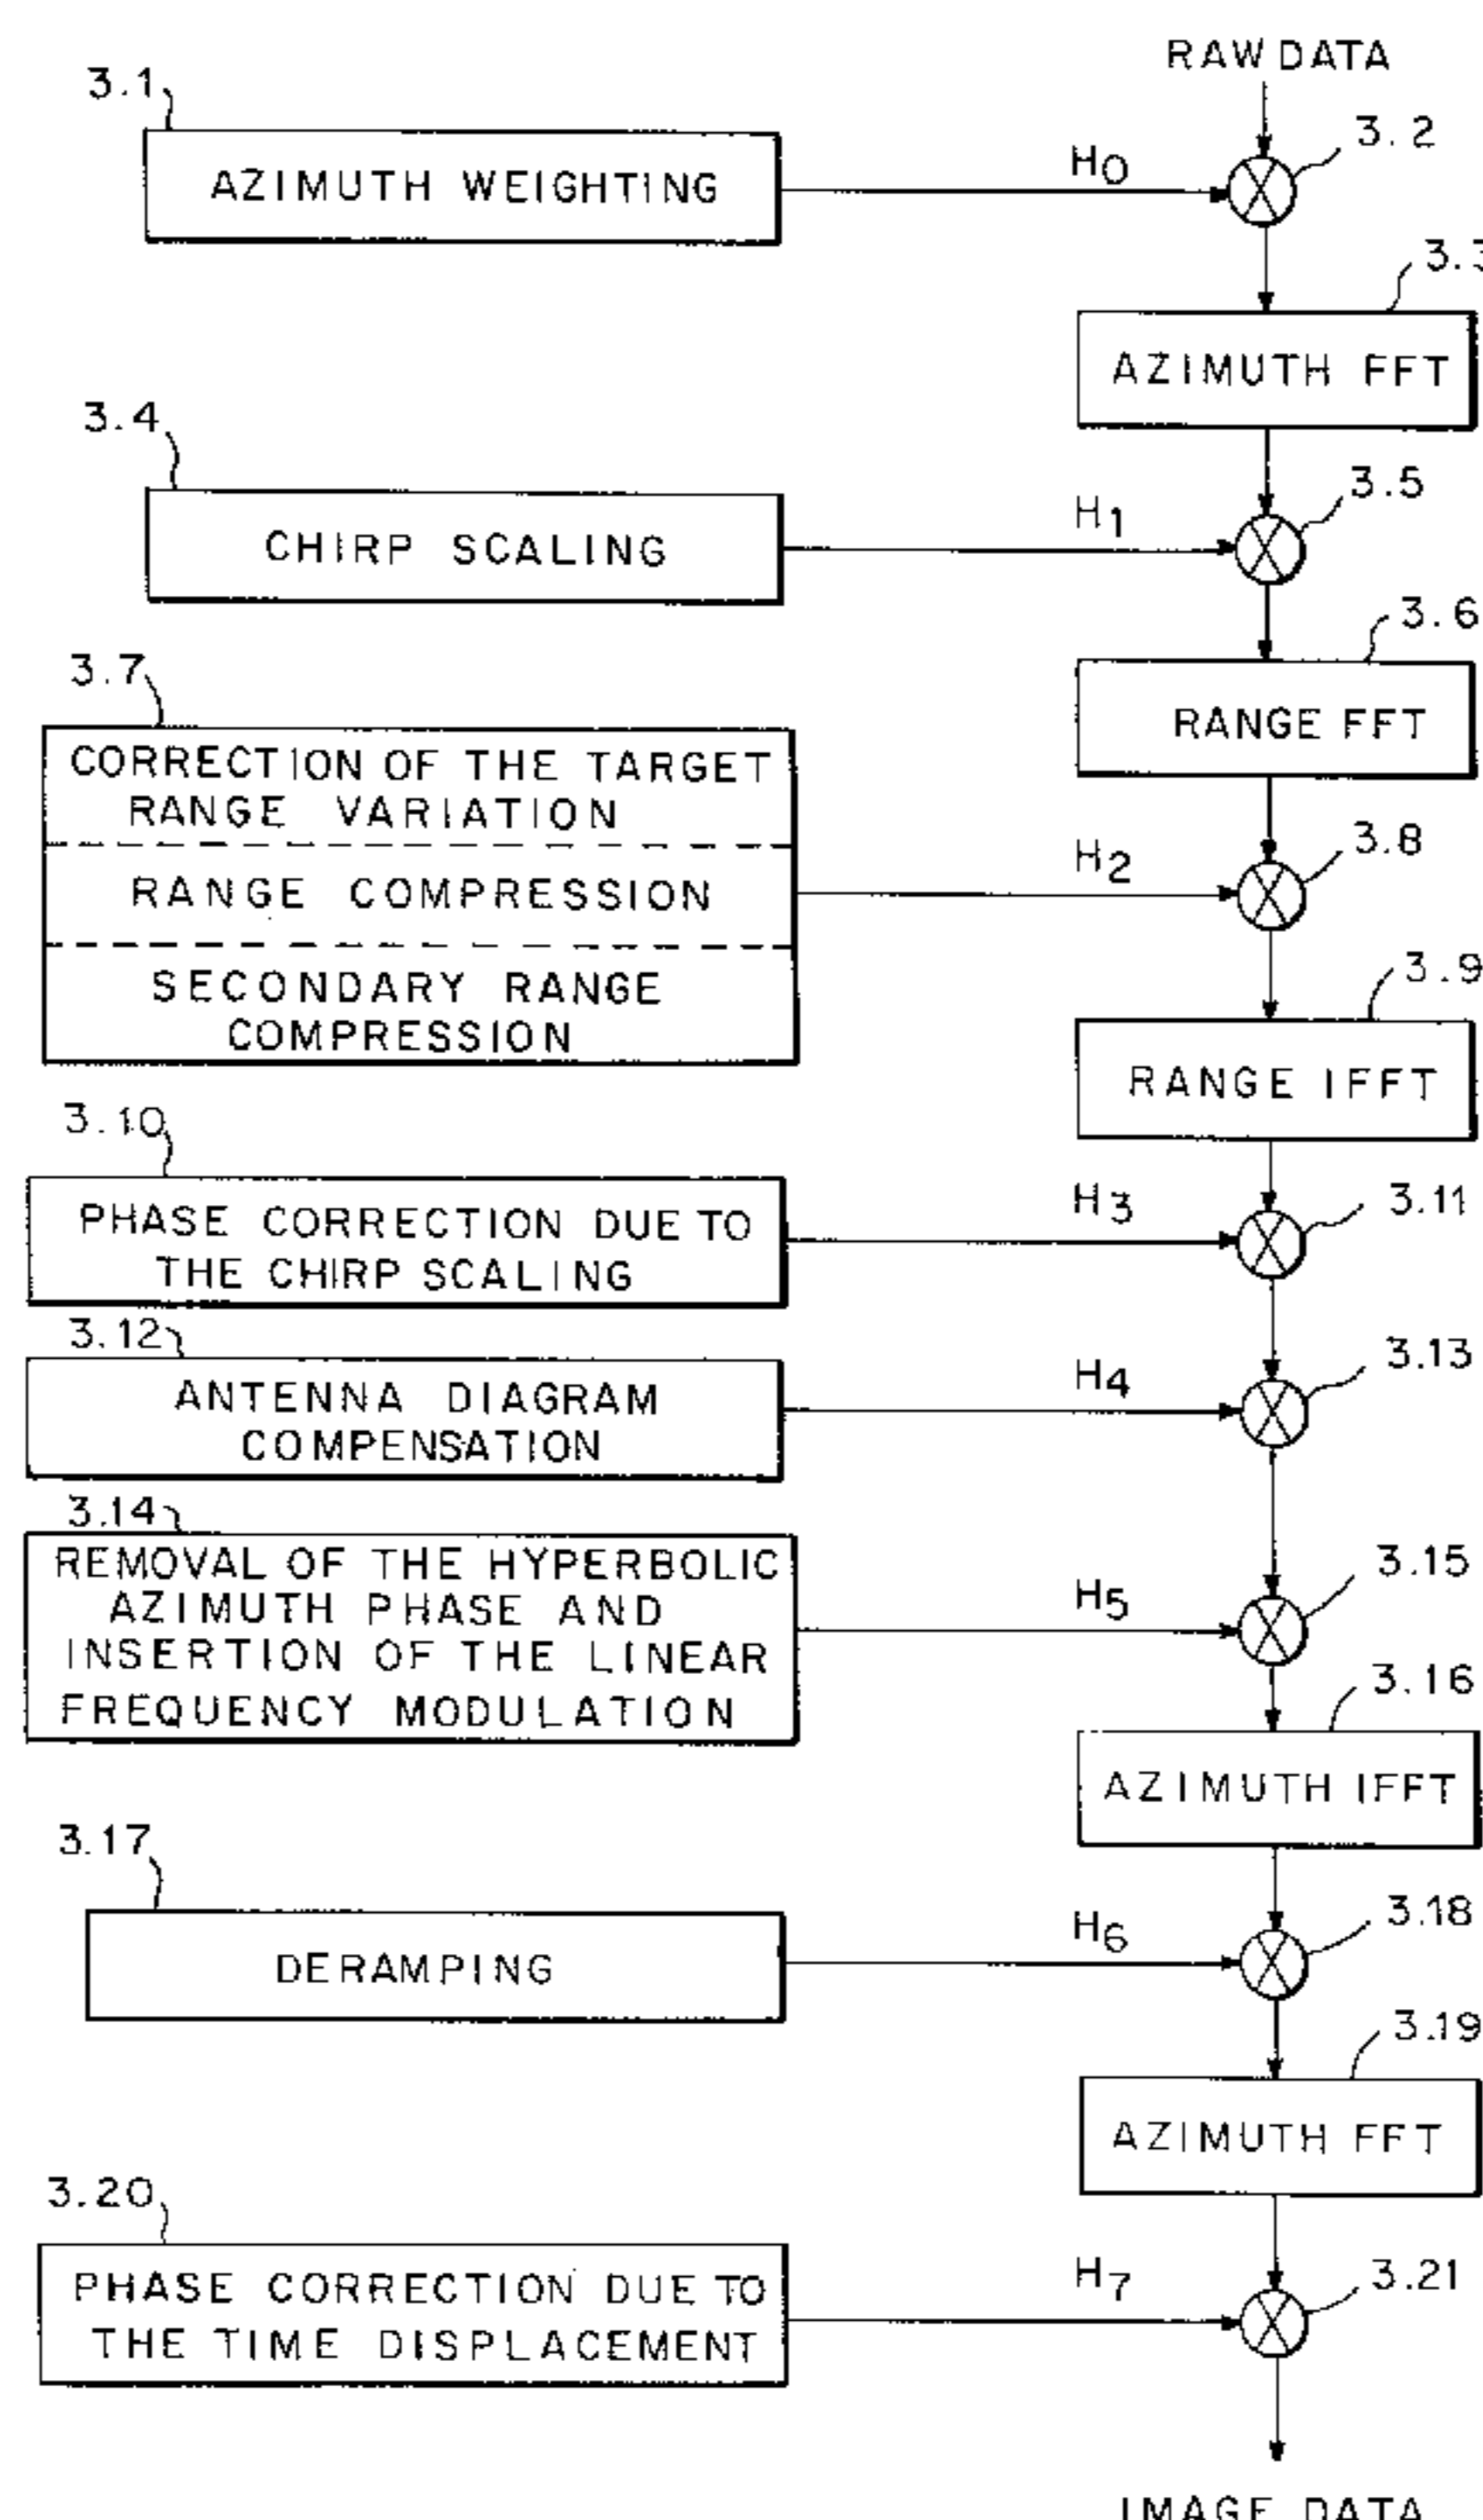 RAW DATA
3.1
3.2
AZIMUTH WEIGHTING
H0
3.3
AZIMUTH FFT
3.4
3.5
CHIRP SCALING
H1
3.6
RANGE FFT
3.7
CORRECTION OF THE TARGET
RANGE VARIATION
RANGE COMPRESSION
SECONDARY RANGE
COMPRESSION
H2
3.8
3.9
RANGE IFFT
3.10
PHASE CORRECTION DUE TO
THE CHIRP SCALING
H3
3.11
3.12
ANTENNA DIAGRAM
COMPENSATION
H4
3.13
3.14
REMOVAL OF THE HYPERBOLIC
AZIMUTH PHASE AND
INSERTION OF THE LINEAR
FREQUENCY MODULATION
H5
3.15
3.16
AZIMUTH IFFT
3.17
DERAMPING
H6
3.18
3.19
AZIMUTH FFT
3.20
PHASE CORRECTION DUE TO
THE TIME DISPLACEMENT
H7
3.21
IMAGE DATA